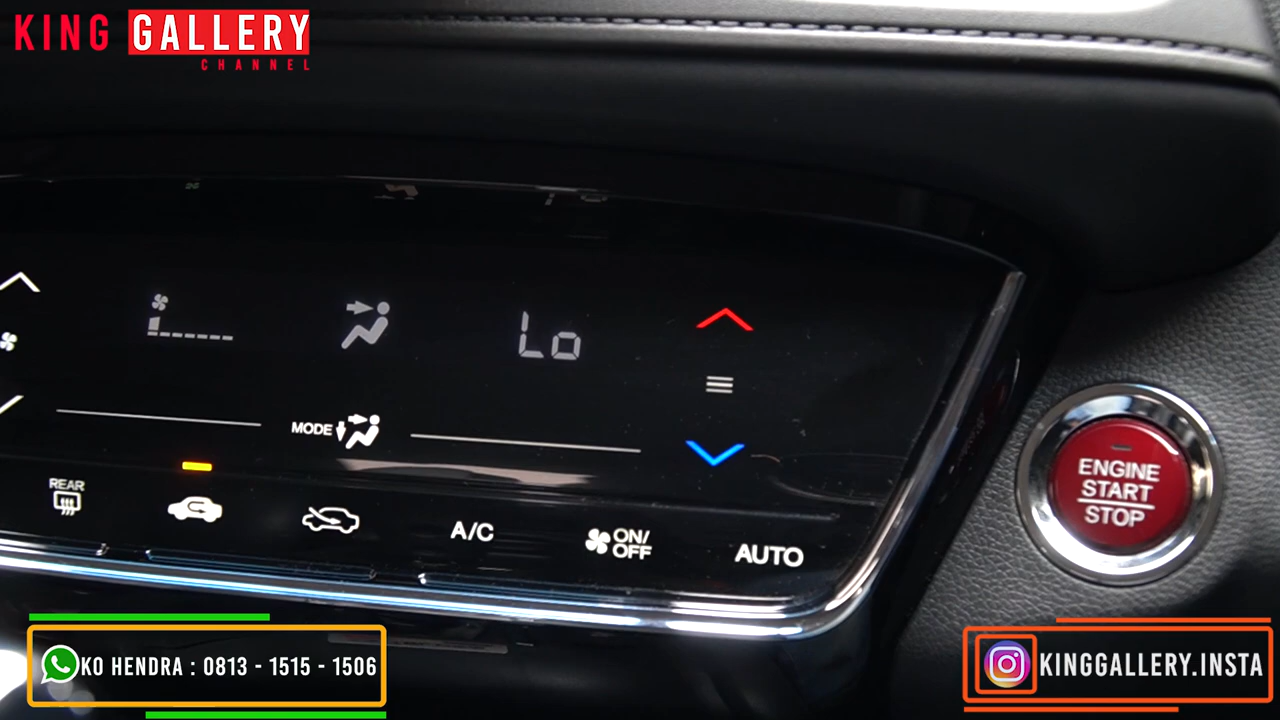 KING GALLERY
CHANNEL
Lo
MODE
REAR
A/C
ON/
OFF
AUTO
ENGINE
START
STOP
KO HENDRA : 0813 - 1515 - 1506
KINGGALLERY.INSTA